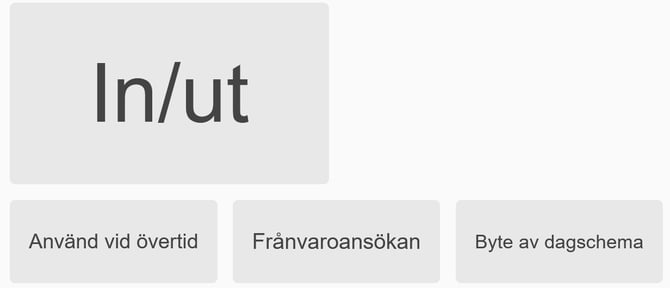 In/ut
Använd vid övertid
Frånvaroansökan
Byte av dagschema